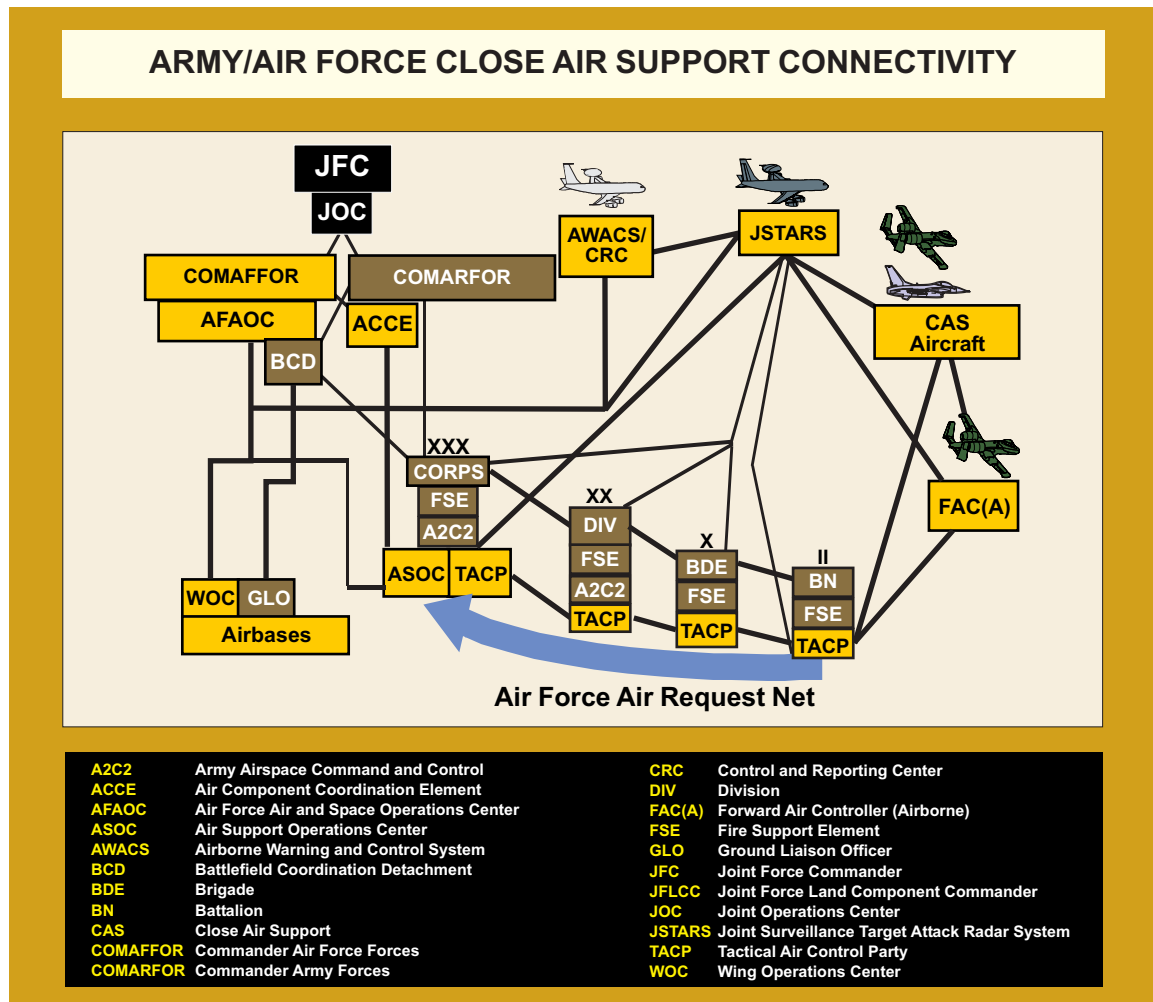 ARMY/AIR FORCE CLOSE AIR SUPPORT CONNECTIVITY
JFC
JOC
COMAFFOR
COMARFOR
AWACS/
CRC
JSTARS
AFAOC
ACCE
BCD
CAS
Aircraft
XXX
CORPS
FSE
A2C2
ASOC
TACP
XX
DIV
FSE
A2C2
TACP
X
BDE
FSE
TACP
II
BN
FSE
TACP
FAC(A)
WOC
GLO
Airbases
Air Force Air Request Net
A2C2 Army Airspace Command and Control
ACCE Air Component Coordination Element
AFAOC Air Force Air and Space Operations Center
ASOC Air Support Operations Center
AWACS Airborne Warning and Control System
BCD Battlefield Coordination Detachment
BDE Brigade
BN Battalion
CAS Close Air Support
COMAFFOR Commander Air Force Forces
COMARFOR Commander Army Forces
CRC Control and Reporting Center
DIV Division
FAC(A) Forward Air Controller (Airborne)
FSE Fire Support Element
GLO Ground Liaison Officer
JFC Joint Force Commander
JFLCC Joint Force Land Component Commander
JOC Joint Operations Center
JSTARS Joint Surveillance Target Attack Radar System
TACP Tactical Air Control Party
WOC Wing Operations Center